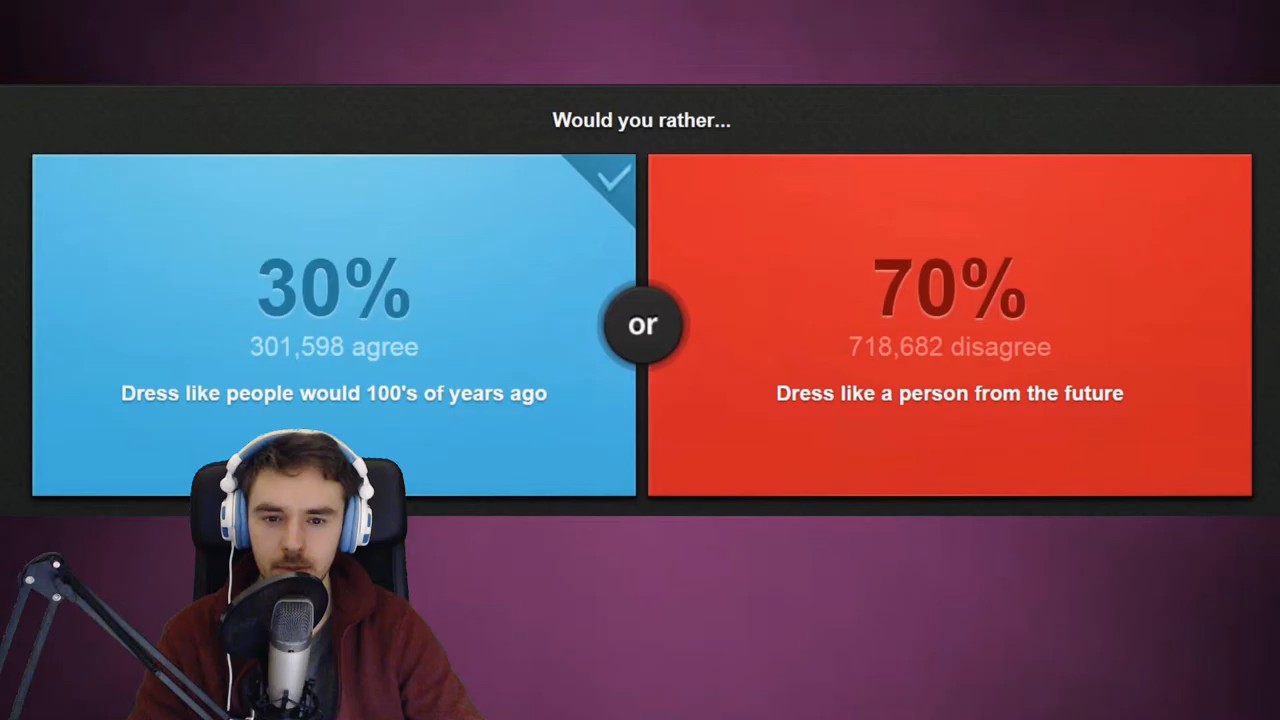 Would you rather...
30%
301,598 agree
Dress like people would 100's of years ago
or
70%
718,682 disagree
Dress like a person from the future